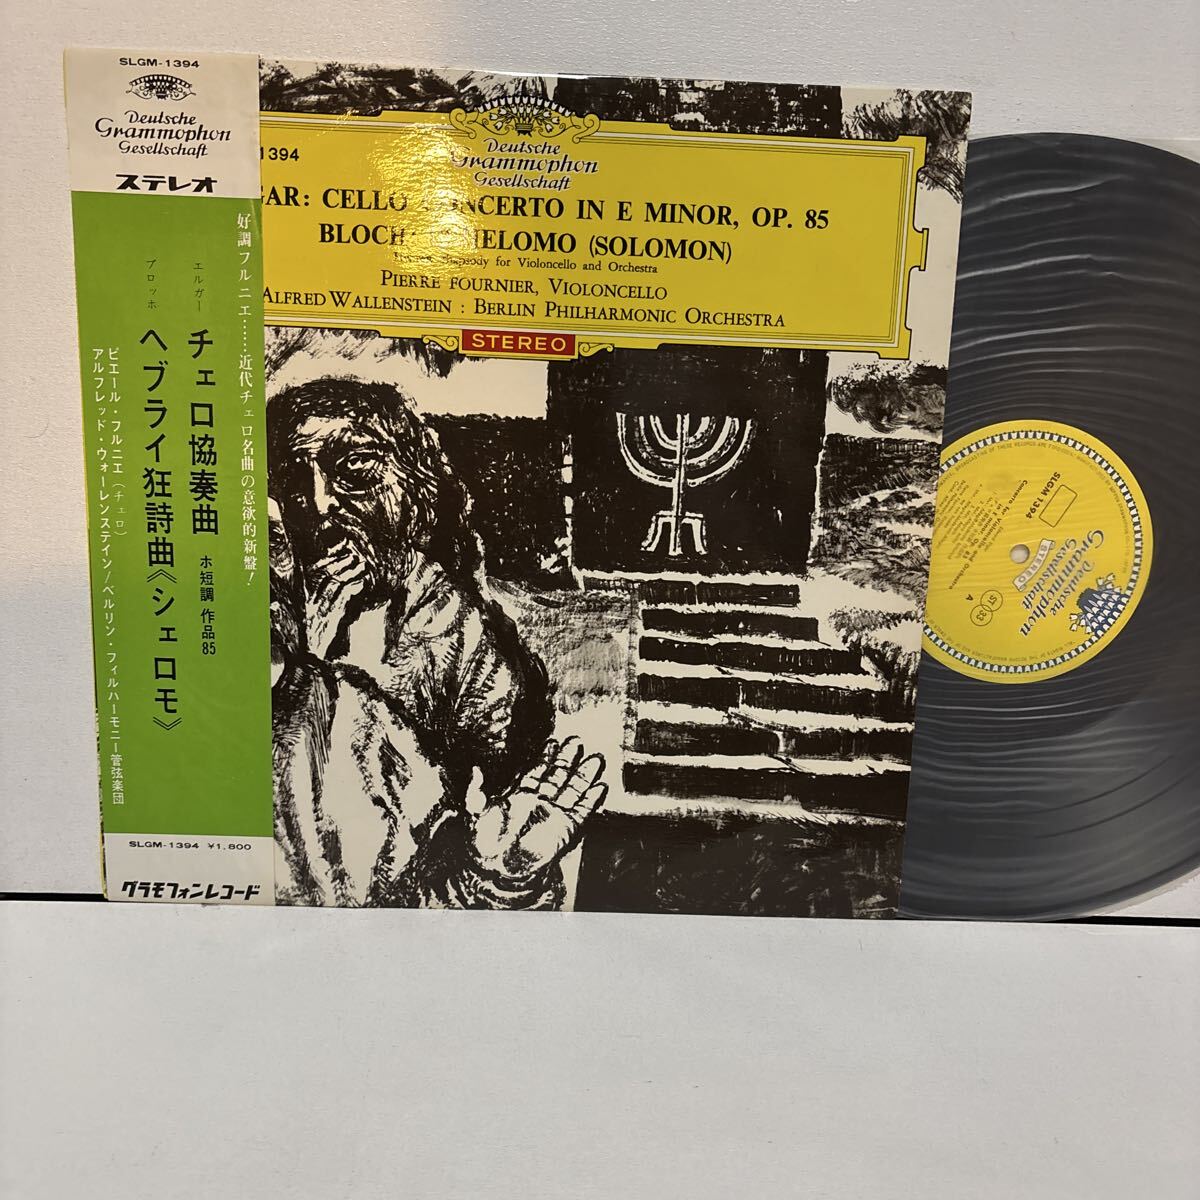 SLGM-1394
Deutsche
Grammophon
Gesellschaft
ステレオ
好調フルニエ……近代チェロ名曲の意欲的新盤!
エルガー
チェロ協奏曲 ホ短調 作品85
ブロッホ
ヘブライ狂詩曲《シェロモ》
ピエール・フルニエ(チェロ)
アルフレッド・ウォーレンステイン/ベルリン・フィルハーモニー管弦楽団
SLGM-1394 ¥1,800
グラモフォンレコード
1394
Deutsche
Grammophon
Gesellschaft
GAR: CELLO CONCERTO IN E MINOR, OP. 85
BLOCH: HELOMO (SOLOMON)
Rhapsody for Violoncello and Orchestra
PIERRE FOURNIER, VIOLONCELLO
ALFRED WALLENSTEIN : BERLIN PHILHARMONIC ORCHESTRA
STEREO
Deutsche
Grammophon
Gesellschaft
STEREO
SLGM 1394
ST 33
A